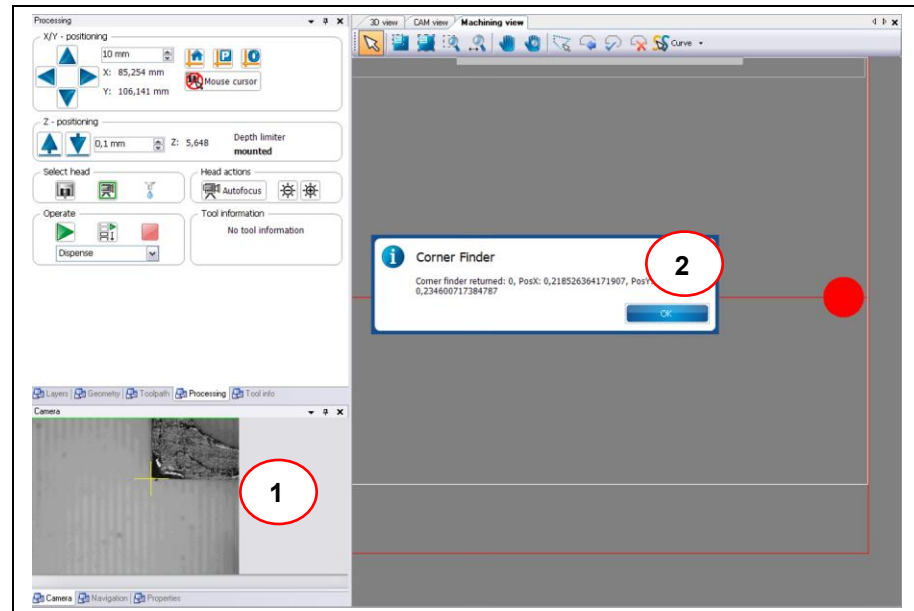 Processing
X/Y - positioning
10 mm
X: 85,254 mm
Y: 106,141 mm
Mouse cursor
Z - positioning
0,1 mm Z: 5,648 Depth limiter
mounted
Select head
Head actions
Autofocus
Operate
Dispense
Tool information
No tool information
Layers Geometry Toolpath Processing Tool info
Camera
1
Camera Navigation Properties
3D view CAM view Machining view
Curve
Corner Finder
Corner finder returned: 0, PosX: 0,218526364171907, PosY
0,234600717384787
OK
2